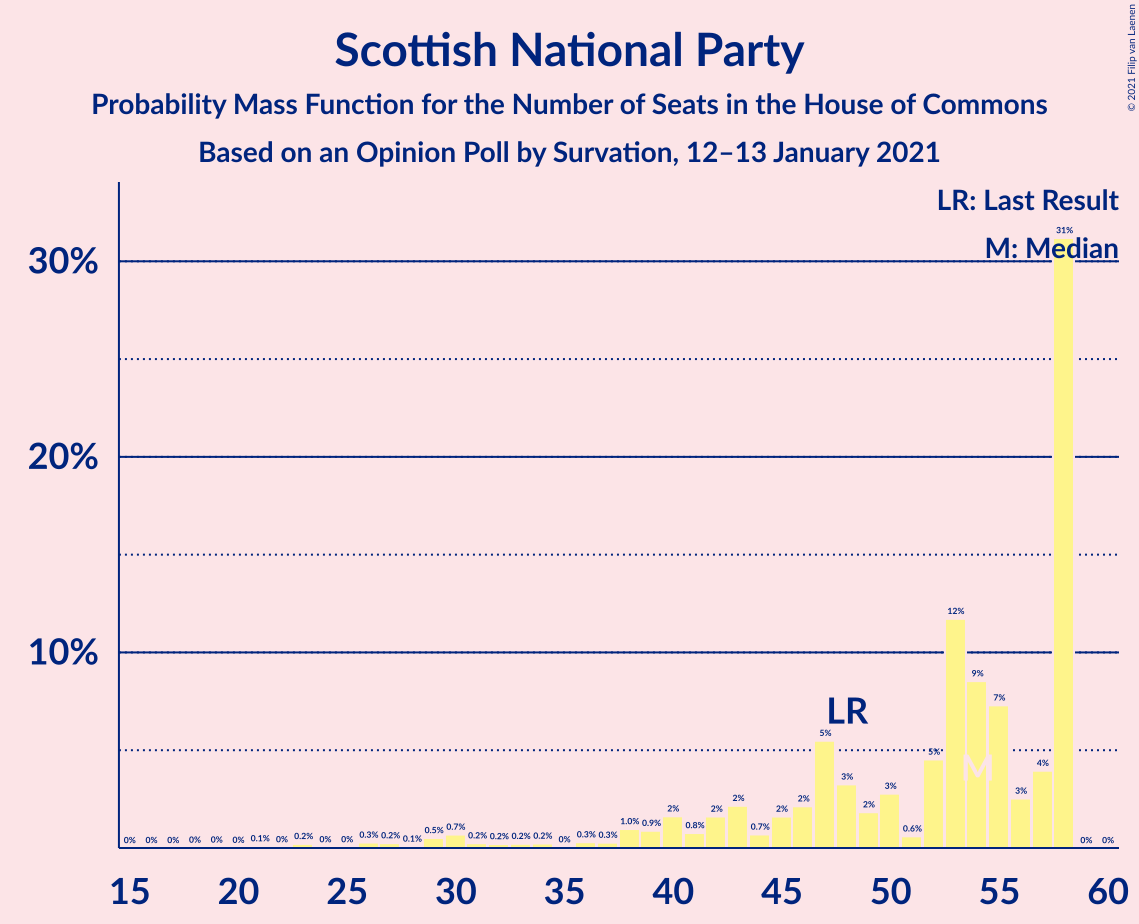 Scottish National Party
Probability Mass Function for the Number of Seats in the House of Commons
Based on an Opinion Poll by Survation, 12–13 January 2021
© 2021 Filip van Laenen
LR: Last Result
M: Median
30%
20%
10%
0% 0% 0% 0% 0% 0% 0.1% 0% 0.2% 0% 0% 0.3% 0.2% 0.1% 0.5% 0.7% 0.2% 0.2% 0.2% 0.2% 0% 0.3% 0.3% 1.0% 0.9% 2% 0.8% 2% 2% 0.7% 2% 2% 5% 3% 2% 3% 0.6% 5% 12% 9% 7% 3% 4% 31% 0% 0%
LR
M
15 20 25 30 35 40 45 50 55 60